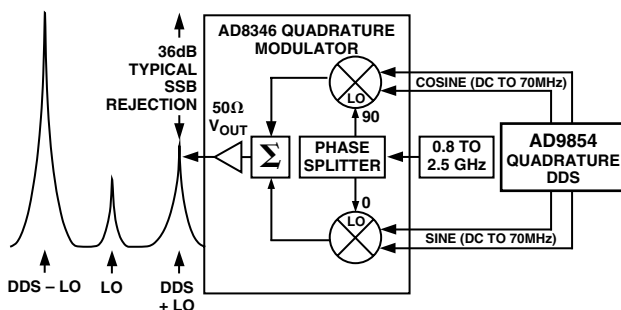 36dB
TYPICAL
SSB
REJECTION
AD8346 QUADRATURE
MODULATOR
LO
90
COSINE (DC TO 70MHz)
50Ω
VOUT
Σ
PHASE
SPLITTER
0.8 TO
2.5 GHz
AD9854
QUADRATURE
DDS
0
LO
SINE (DC TO 70MHz)
DDS – LO
LO
DDS
+ LO